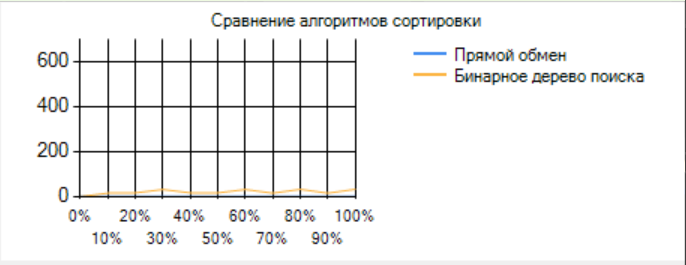 Сравнение алгоритмов сортировки
Прямой обмен
Бинарное дерево поиска
600
400
200
0
0% 20% 40% 60% 80% 100%
10% 30% 50% 70% 90%